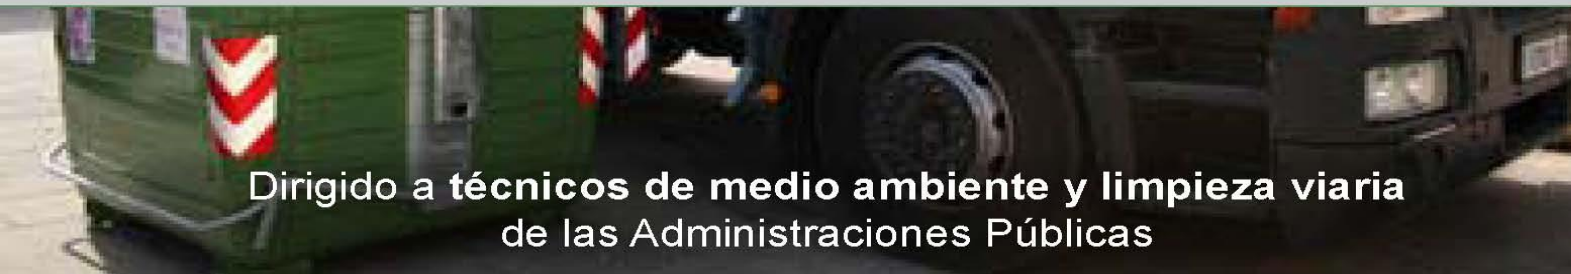 Dirigido a técnicos de medio ambiente y limpieza viaria
de las Administraciones Públicas